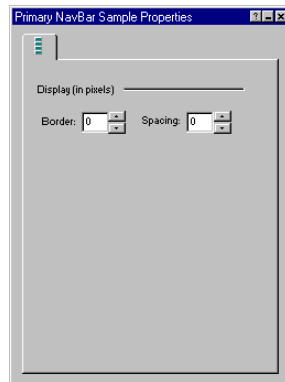 Primary NavBar Sample Properties
Display (in pixels)
Border: 0 Spacing: 0